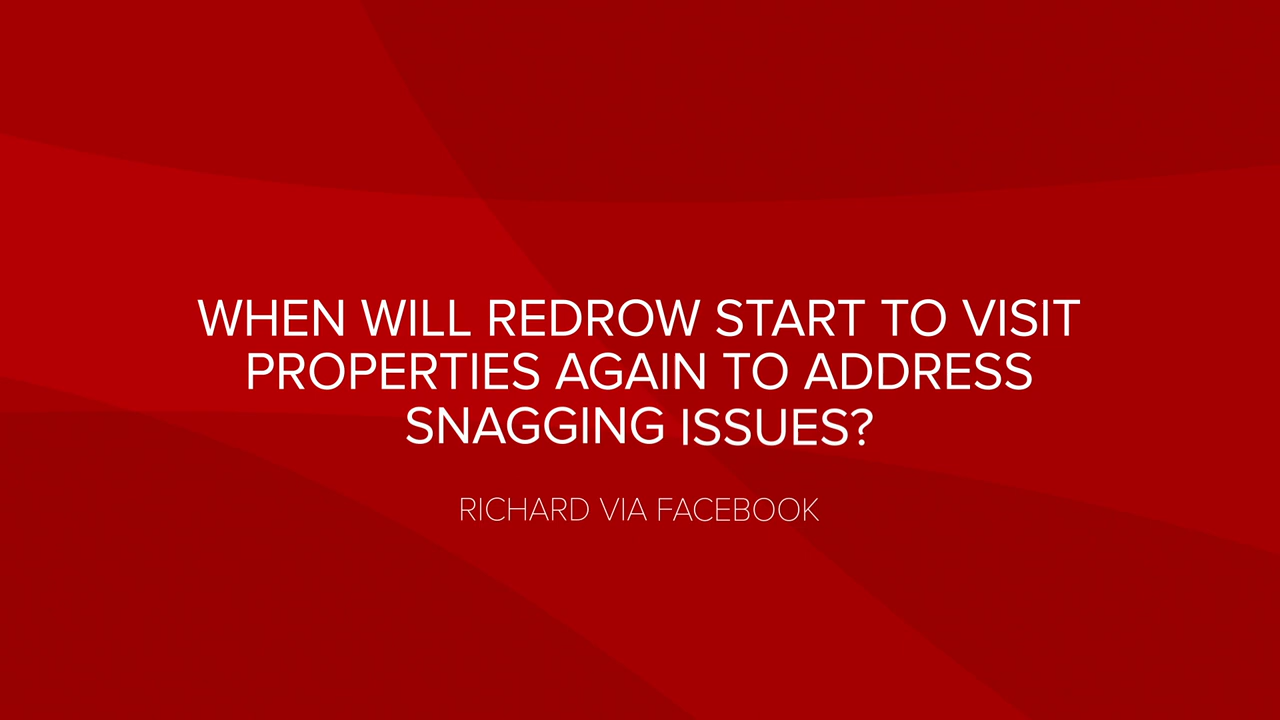 WHEN WILL REDROW START TO VISIT
PROPERTIES AGAIN TO ADDRESS
SNAGGING ISSUES?
RICHARD VIA FACEBOOK